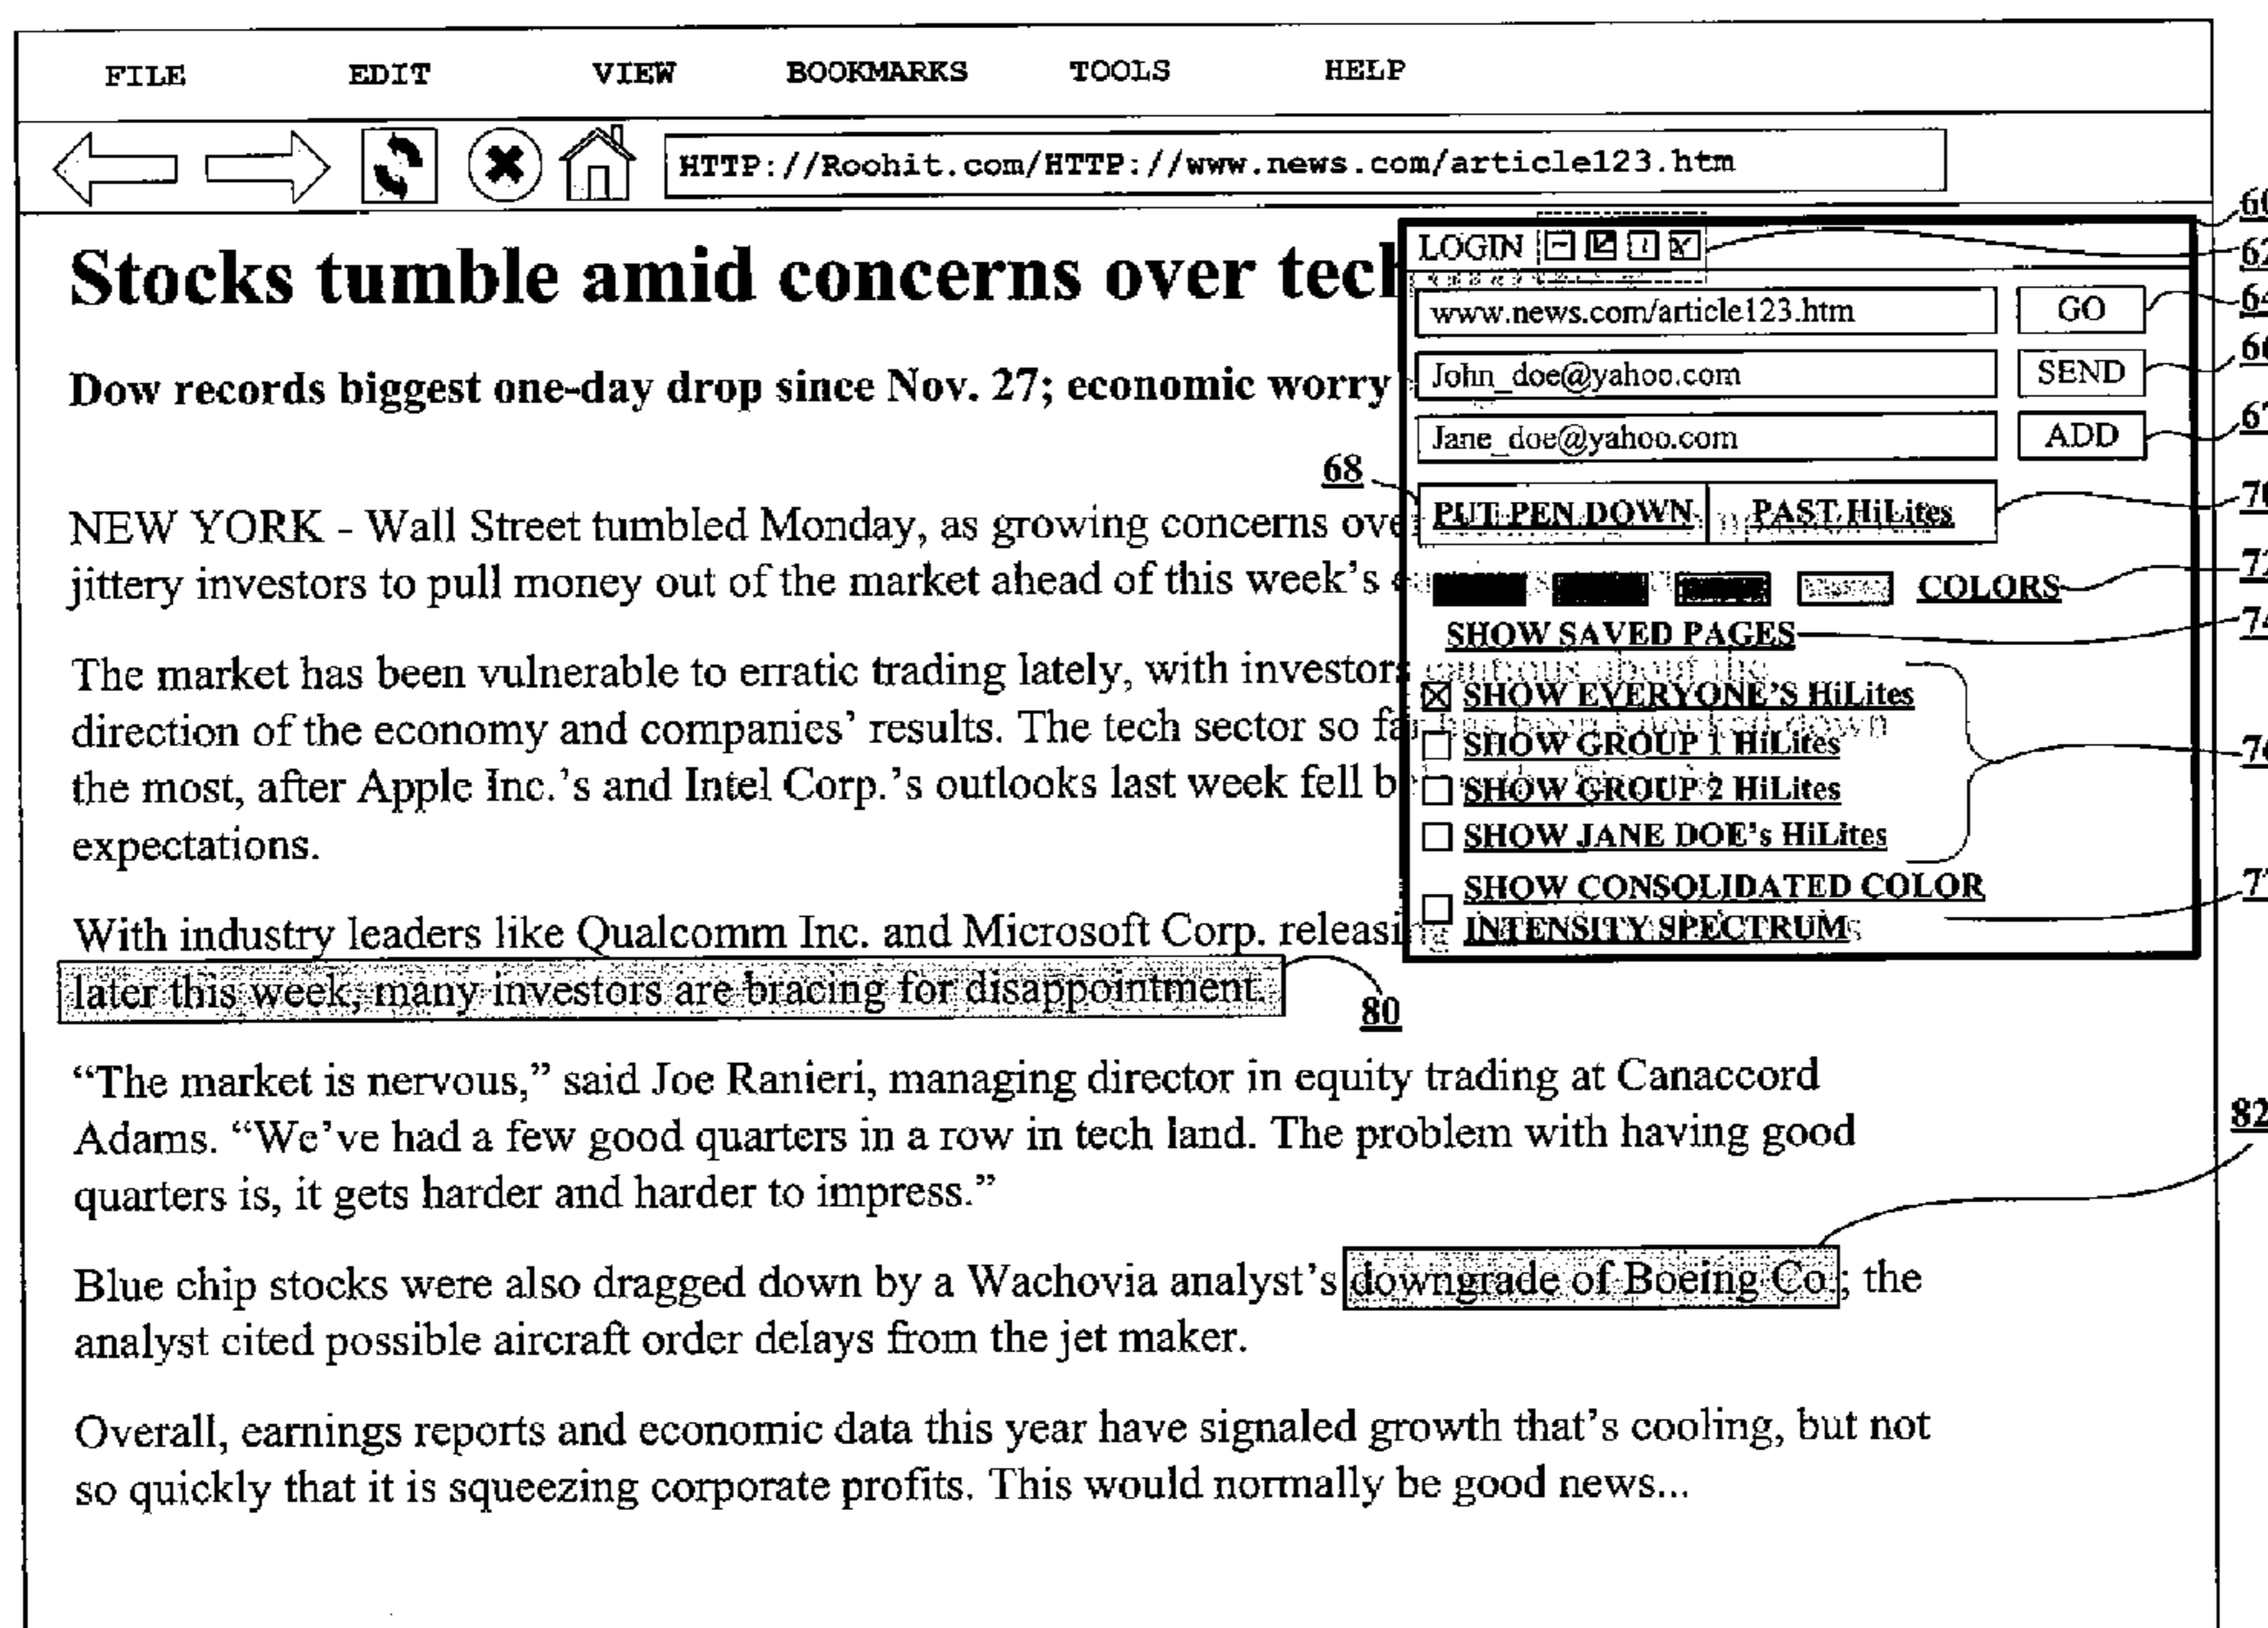 FILE EDIT VIEW BOOKMARKS TOOLS HELP
HTTP://Roohit.com/HTTP://www.news.com/article123.htm
Stocks tumble amid concerns over tech
Dow records biggest one-day drop since Nov. 27; economic worry
NEW YORK - Wall Street tumbled Monday, as growing concerns over
jittery investors to pull money out of the market ahead of this week's
The market has been vulnerable to erratic trading lately, with investors cautious about the
direction of the economy and companies' results. The tech sector so far has been knocked down
the most, after Apple Inc.'s and Intel Corp.'s outlooks last week fell
expectations.
With industry leaders like Qualcomm Inc. and Microsoft Corp. releasing
later this week, many investors are bracing for disappointment.
80
"The market is nervous," said Joe Ranieri, managing director in equity trading at Canaccord
Adams. "We've had a few good quarters in a row in tech land. The problem with having good
quarters is, it gets harder and harder to impress."
Blue chip stocks were also dragged down by a Wachovia analyst's downgrade of Boeing Co.; the
analyst cited possible aircraft order delays from the jet maker.
82
Overall, earnings reports and economic data this year have signaled growth that's cooling, but not
so quickly that it is squeezing corporate profits. This would normally be good news...
LOGIN
www.news.com/article123.htm GO
John_doe@yahoo.com SEND
Jane_doe@yahoo.com ADD
68
PUT PEN DOWN PAST HiLites
COLORS
SHOW SAVED PAGES
SHOW EVERYONE'S HiLites
SHOW GROUP 1 HiLites
SHOW GROUP 2 HiLites
SHOW JANE DOE's HiLites
SHOW CONSOLIDATED COLOR
INTENSITY SPECTRUM